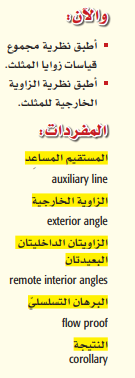 والآن:
▪ أطبق نظرية مجموع
قياسات زوايا المثلث.
▪ أطبق نظرية الزاوية
الخارجية للمثلث.
المفردات:
المستقيم المساعد
auxiliary line
الزاوية الخارجية
exterior angle
الزاويتان الداخليتان
البعيدتان
remote interior angles
البرهان التسلسليّ
flow proof
النتيجة
corollary